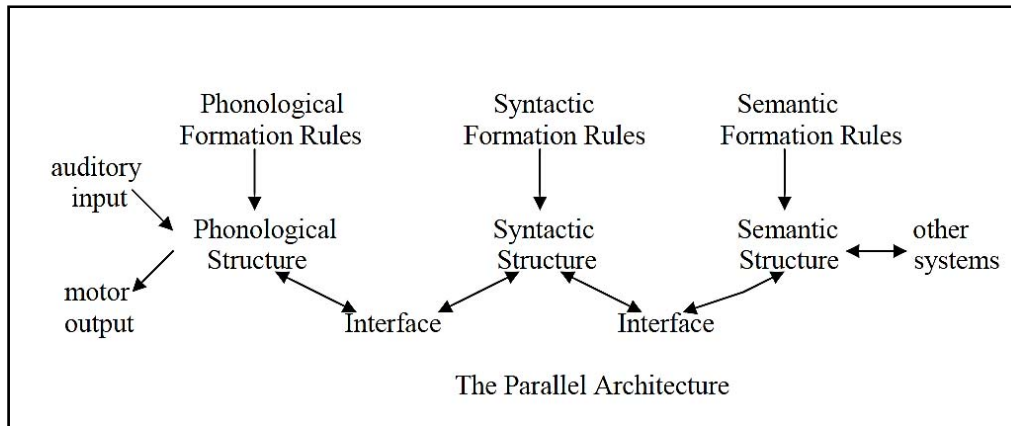 Phonological
Formation Rules
Syntactic
Formation Rules
Semantic
Formation Rules
auditory
input
Phonological
Structure
Syntactic
Structure
Semantic
Structure
other
systems
motor
output
Interface
Interface
The Parallel Architecture